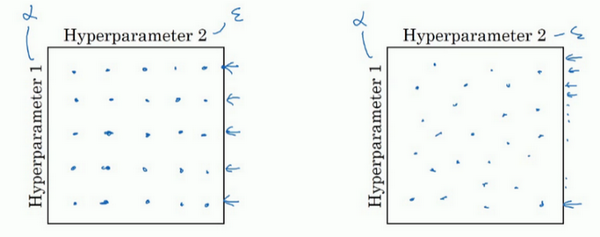 α
ε
Hyperparameter 2
Hyperparameter 1
α
Hyperparameter 2
ε
Hyperparameter 1